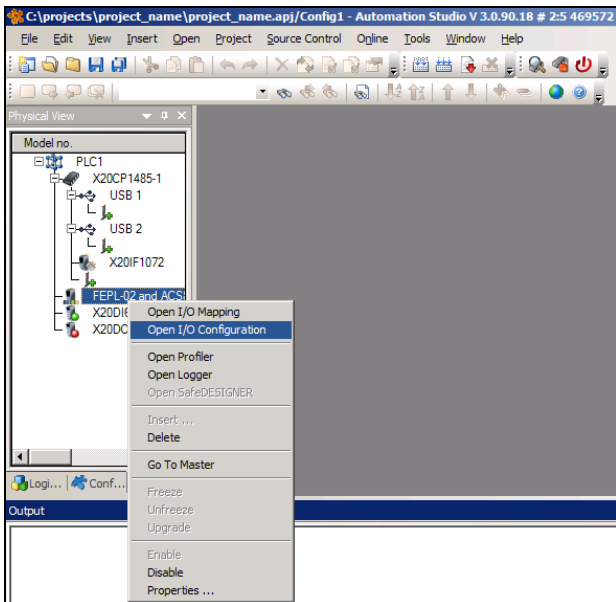 C:\projects\project_name\project_name.apj/Config1 - Automation Studio V 3.0.90.18 # 2:5 469572
File Edit View Insert Open Project Source Control Online Tools Window Help
Physical View
Model no.
PLC1
X20CP1485-1
USB 1
USB 2
X20IF1072
FEPL-02 and ACS
X20DI
X20DO
Open I/O Mapping
Open I/O Configuration
Open Profiler
Open Logger
Open SafeDESIGNER
Insert ...
Delete
Go To Master
Freeze
Unfreeze
Upgrade
Enable
Disable
Properties ...
Logi... Conf...
Output